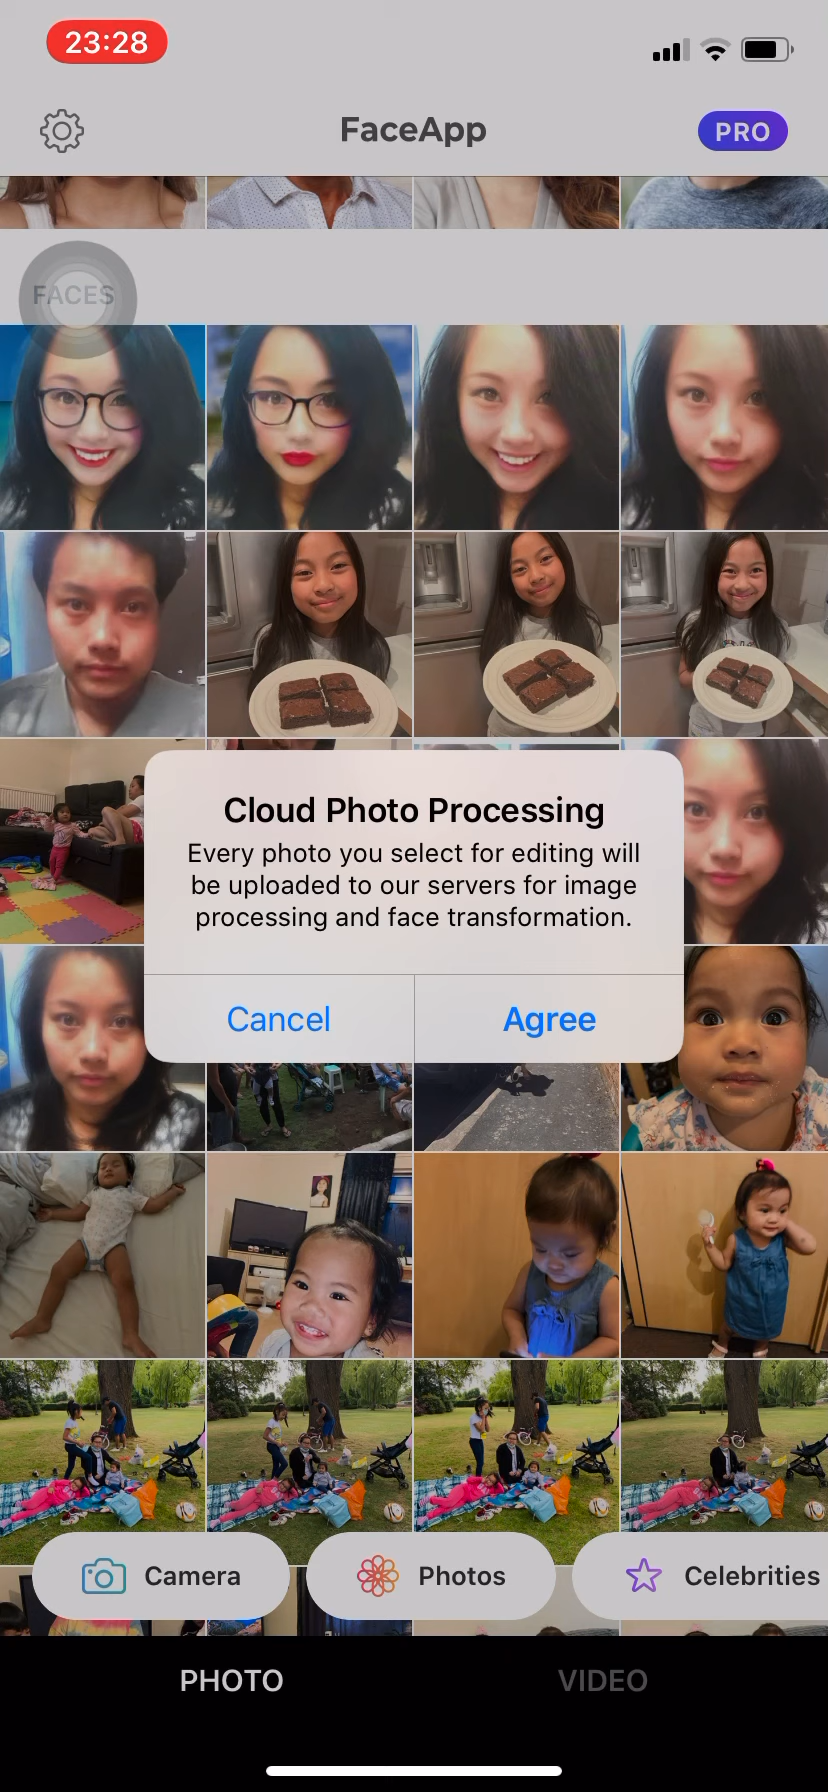 23:28
FaceApp
PRO
FACES
Cloud Photo Processing
Every photo you select for editing will
be uploaded to our servers for image
processing and face transformation.
Cancel
Agree
Camera
Photos
Celebrities
PHOTO
VIDEO